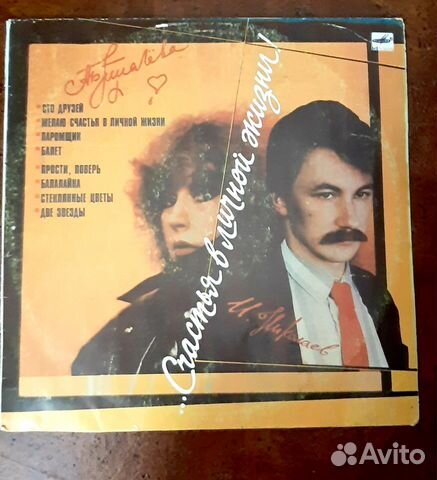 А Пугачёва
СТО ДРУЗЕЙ
ЖЕЛАЮ СЧАСТЬЯ В ЛИЧНОЙ ЖИЗНИ
ПАРОМЩИК
БАЛЕТ
ПРОСТИ, ПОВЕРЬ
БАЛАЛАЙКА
СТЕКЛЯННЫЕ ЦВЕТЫ
ДВЕ ЗВЕЗДЫ
...Счастья в личной жизни!
И. Николаев
Avito